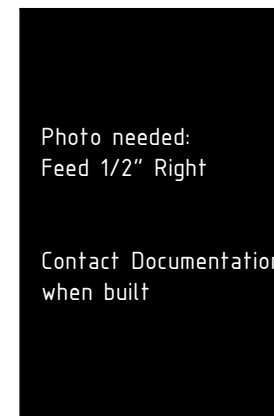 Photo needed:
Feed 1/2" Right
Contact Documentation
when built